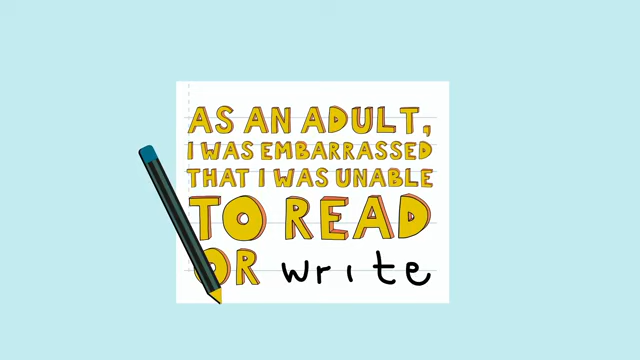 AS AN ADULT,
I WAS EMBARRASSED
THAT I WAS UNABLE
TO READ
OR write